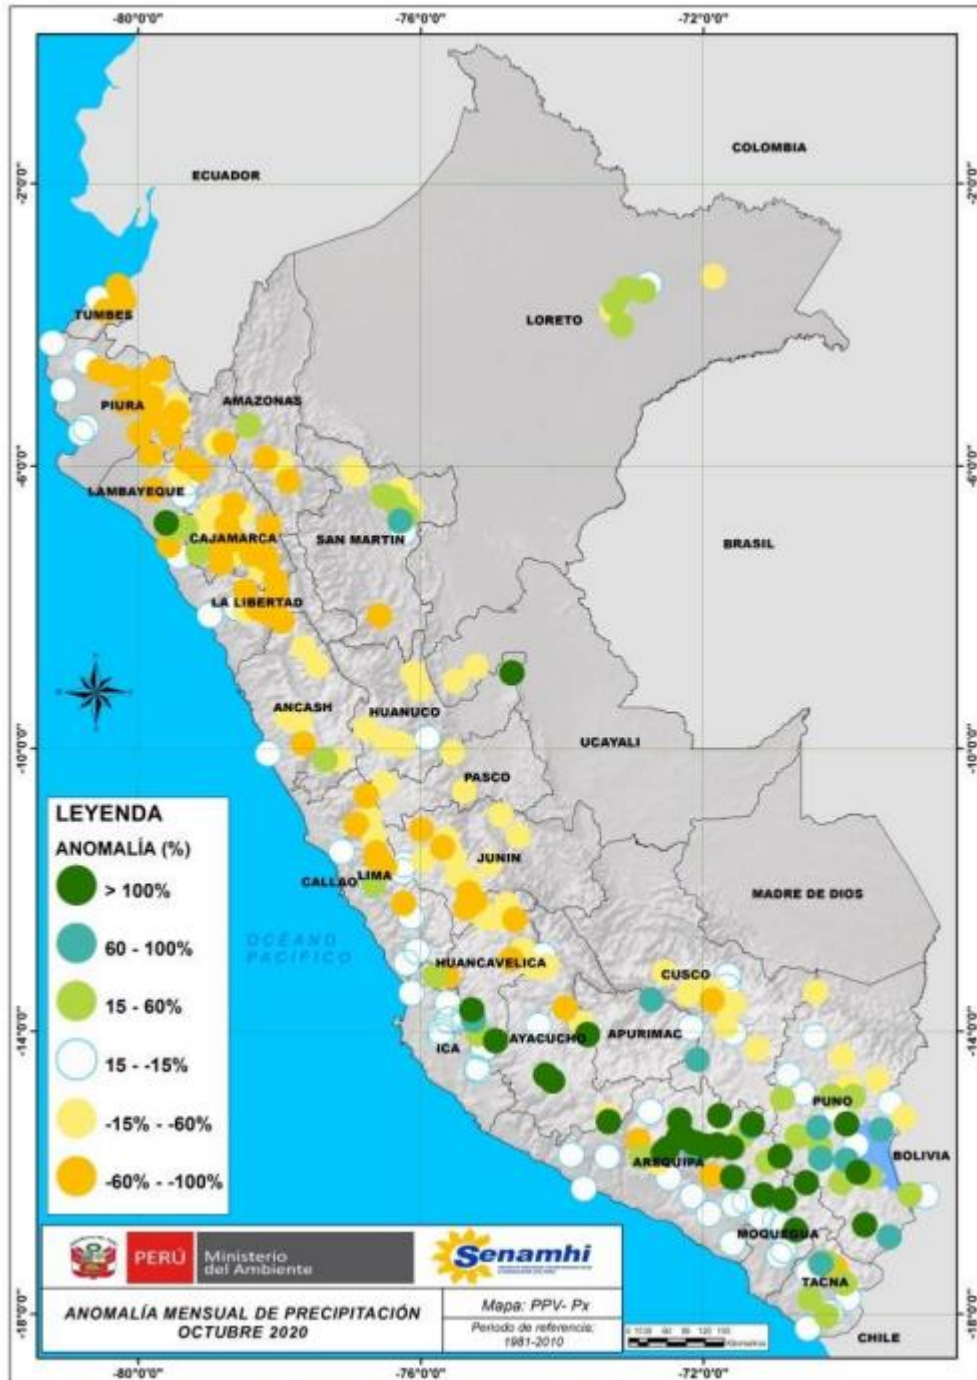 -80°0'0" -76°0'0" -72°0'0"
COLOMBIA
ECUADOR
-2°0'0" -2°0'0"
TUMBES
LORETO
PIURA
AMAZONAS
-6°0'0" -6°0'0"
LAMBAYEQUE
CAJAMARCA
SAN MARTIN
BRASIL
LA LIBERTAD
ANCASH
HUANUCO
UCAYALI
-10°0'0" -10°0'0"
PASCO
JUNIN
LIMA
CALLAO
MADRE DE DIOS
OCÉANO
PACÍFICO
HUANCAVELICA
CUSCO
-14°0'0" -14°0'0"
ICA
AYACUCHO
APURIMAC
PUNO
AREQUIPA
BOLIVIA
MOQUEGUA
TACNA
CHILE
-18°0'0" -18°0'0"
LEYENDA
ANOMALÍA (%)
> 100%
60 - 100%
15 - 60%
15 - -15%
-15% - -60%
-60% - -100%
PERÚ
Ministerio
del Ambiente
Senamhi
ANOMALÍA MENSUAL DE PRECIPITACIÓN
OCTUBRE 2020
Mapa: PPV- Px
Periodo de referencia:
1981-2010
-80°0'0" -76°0'0" -72°0'0"